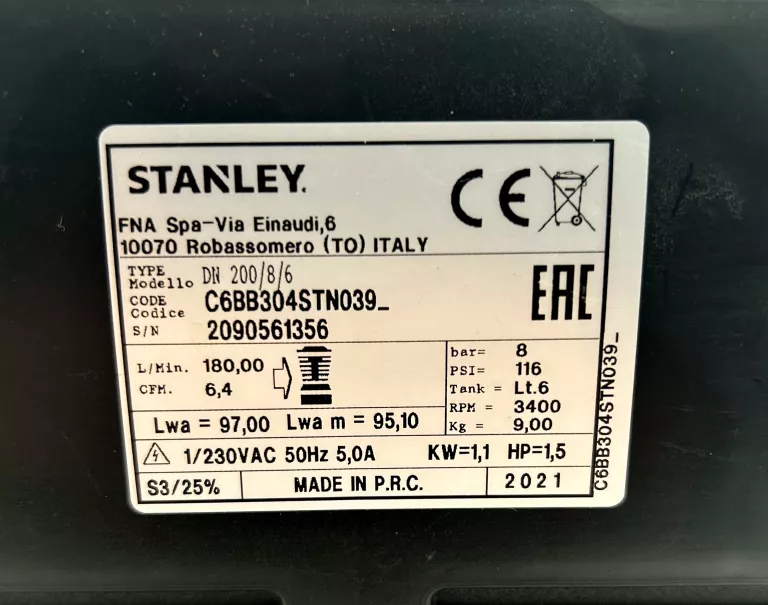 STANLEY.
CE
FNA Spa-Via Einaudi,6
10070 Robassomero (TO) ITALY
TYPE
Modello DN 200/8/6
CODE
Codice C6BB304STN039_
S/N 2090561356
EAC
L/Min. 180,00
CFM. 6,4
Lwa = 97,00 Lwa m = 95,10
bar= 8
PSI= 116
Tank = Lt.6
RPM = 3400
Kg = 9,00
1/230VAC 50Hz 5,0A KW=1,1 HP=1,5
S3/25% MADE IN P.R.C. 2021
C6BB304STN039_